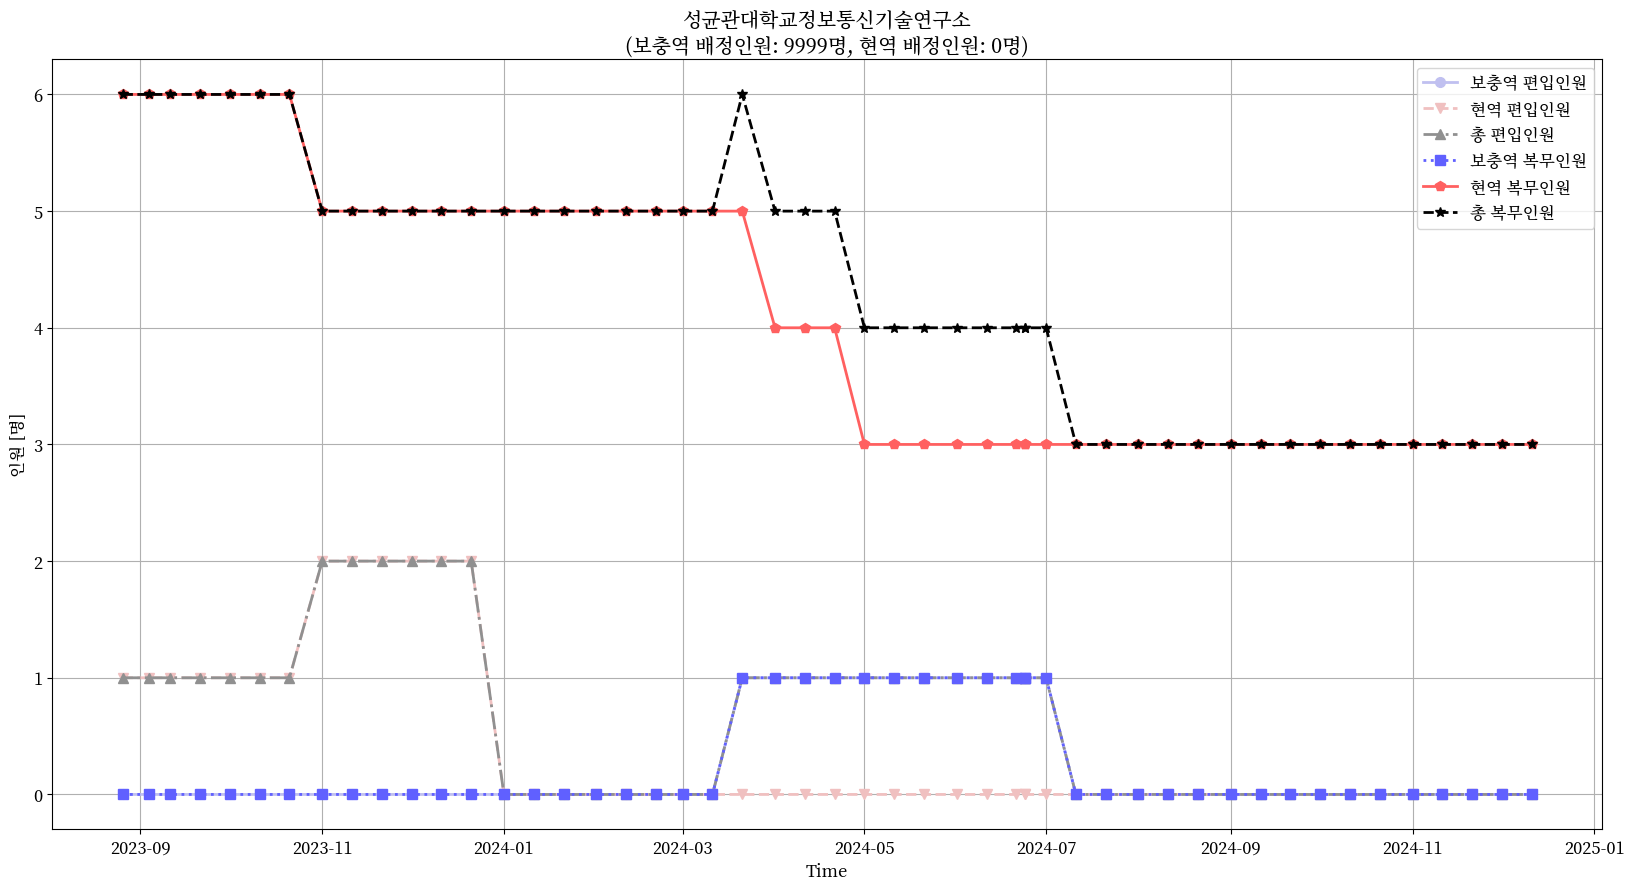 성균관대학교정보통신기술연구소
(보충역 배정인원: 9999명, 현역 배정인원: 0명)
보충역 편입인원
현역 편입인원
총 편입인원
보충역 복무인원
현역 복무인원
총 복무인원
6
5
4
3
2
1
0
인원 [명]
2023-09
2023-11
2024-01
2024-03
2024-05
2024-07
2024-09
2024-11
2025-01
Time